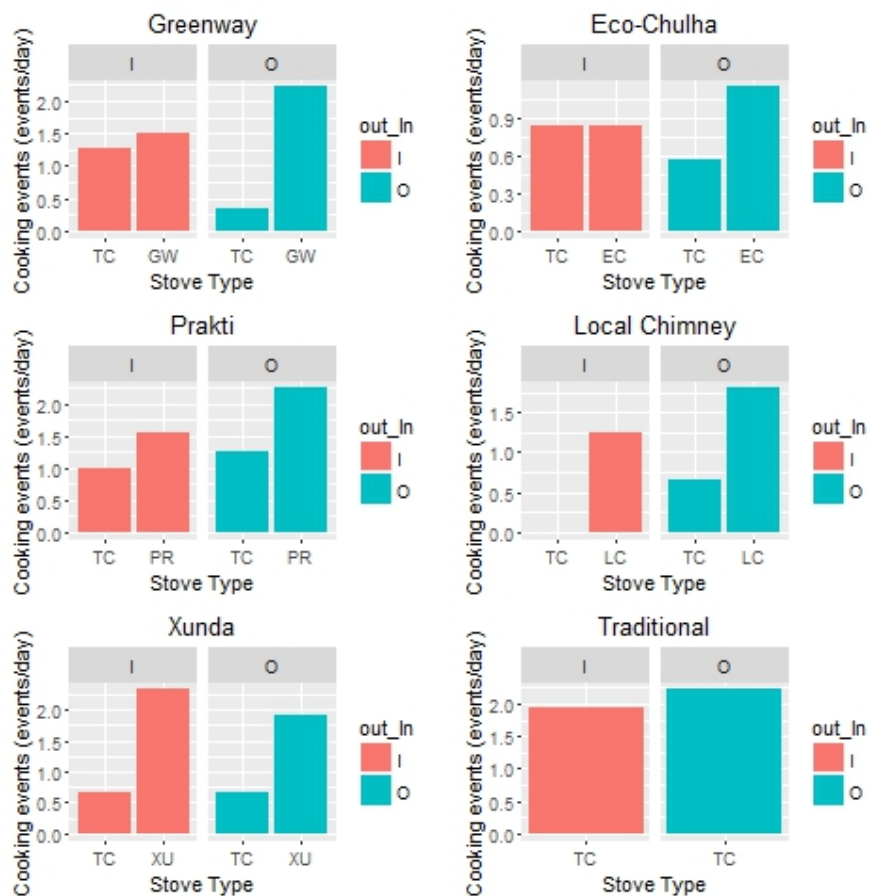 Greenway
I O
Cooking events (events/day)
2.0
1.5
1.0
0.5
0.0
TC GW TC GW
Stove Type
out_In
I
O
Eco-Chulha
I O
Cooking events (events/day)
0.9
0.6
0.3
0.0
TC EC TC EC
Stove Type
out_In
I
O
Prakti
I O
Cooking events (events/day)
2.0
1.5
1.0
0.5
0.0
TC PR TC PR
Stove Type
out_In
I
O
Local Chimney
I O
Cooking events (events/day)
1.5
1.0
0.5
0.0
TC LC TC LC
Stove Type
out_In
I
O
Xunda
I O
Cooking events (events/day)
2.0
1.5
1.0
0.5
0.0
TC XU TC XU
Stove Type
out_In
I
O
Traditional
I O
Cooking events (events/day)
2.0
1.5
1.0
0.5
0.0
TC TC
Stove Type
out_In
I
O